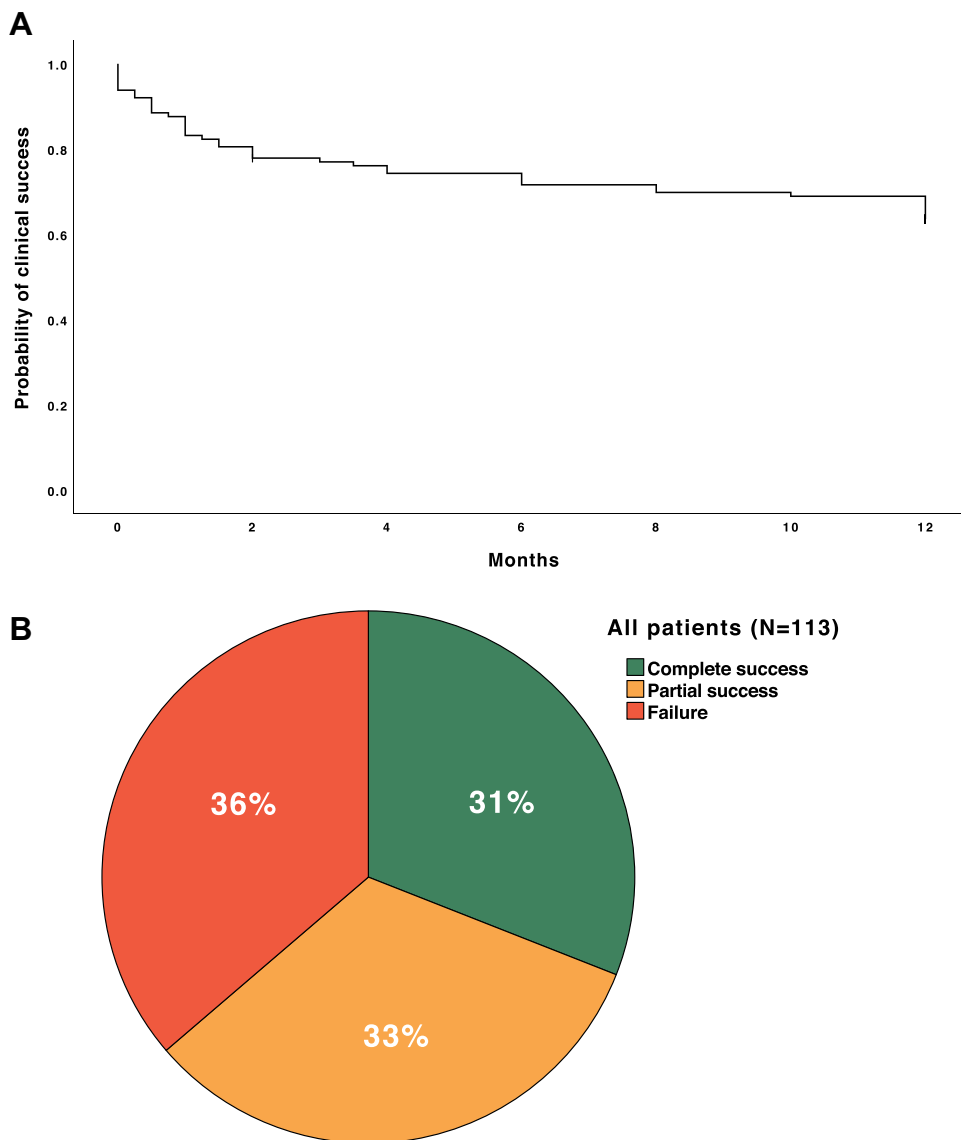 A
Probability of clinical success
1.0
0.8
0.6
0.4
0.2
0.0
0 2 4 6 8 10 12
Months
B
All patients (N=113)
Complete success
Partial success
Failure
36%
31%
33%